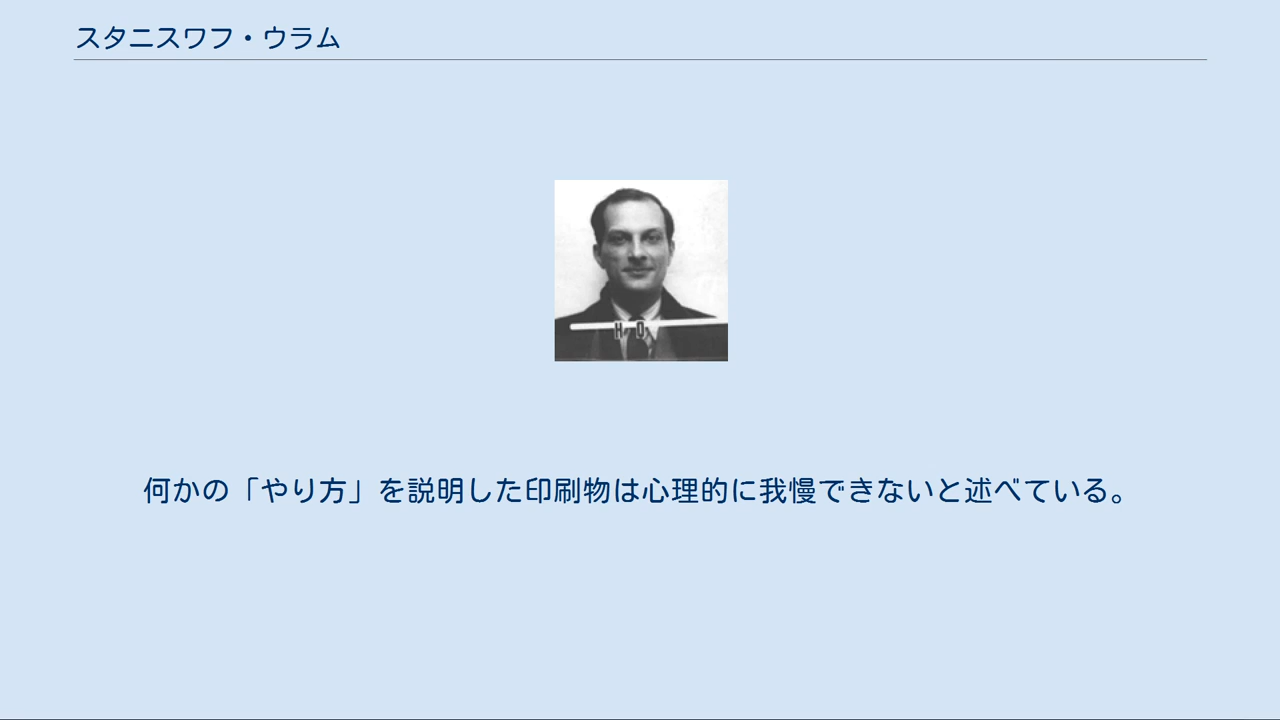 スタニスワフ・ウラム
H 0
何かの「やり方」を説明した印刷物は心理的に我慢できないと述べている。